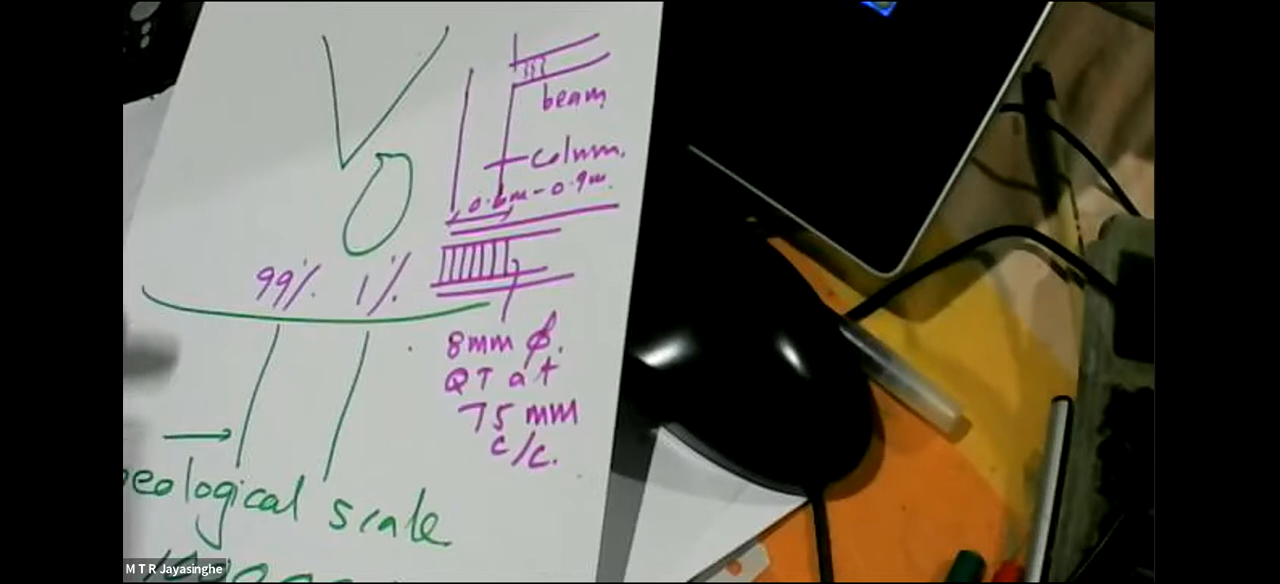 beam
Column.
0.6m - 0.9m.
99%. 1%.
8mm ϕ.
QT at
75 mm
c/c.
eological scale
M T R Jayasinghe